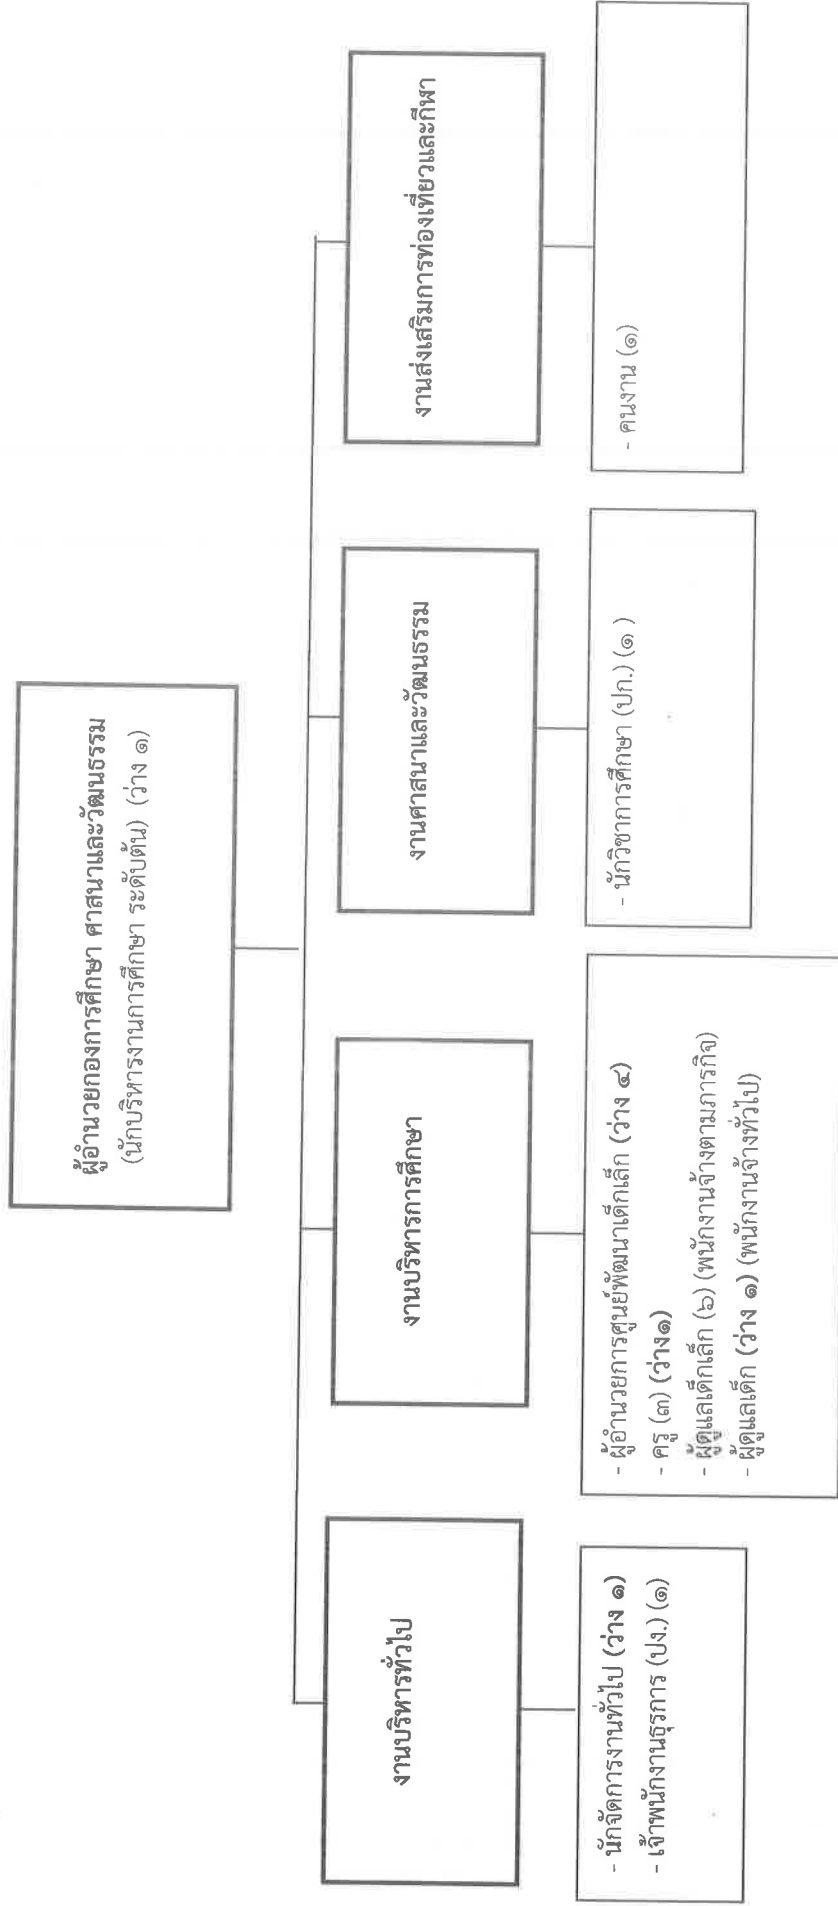 ผู้อำนวยกองการศึกษา ศาสนาและวัฒนธรรม
(นักบริหารงานการศึกษา ระดับต้น) (ว่าง ๑)
งานบริหารทั่วไป
งานบริหารการศึกษา
งานศาสนาและวัฒนธรรม
งานส่งเสริมการท่องเที่ยวและกีฬา
- นักจัดการงานทั่วไป (ว่าง ๑)
- เจ้าพนักงานธุรการ (ปง.) (๑)
- ผู้อำนวยการศูนย์พัฒนาเด็กเล็ก (ว่าง ๔)
- ครู (๓) (ว่าง๑)
- ผู้ดูแลเด็กเล็ก (๖) (พนักงานจ้างตามภารกิจ)
- ผู้ดูแลเด็ก (ว่าง ๑) (พนักงานจ้างทั่วไป)
- นักวิชาการศึกษา (ปก.) (๑ )
- คนงาน (๑)